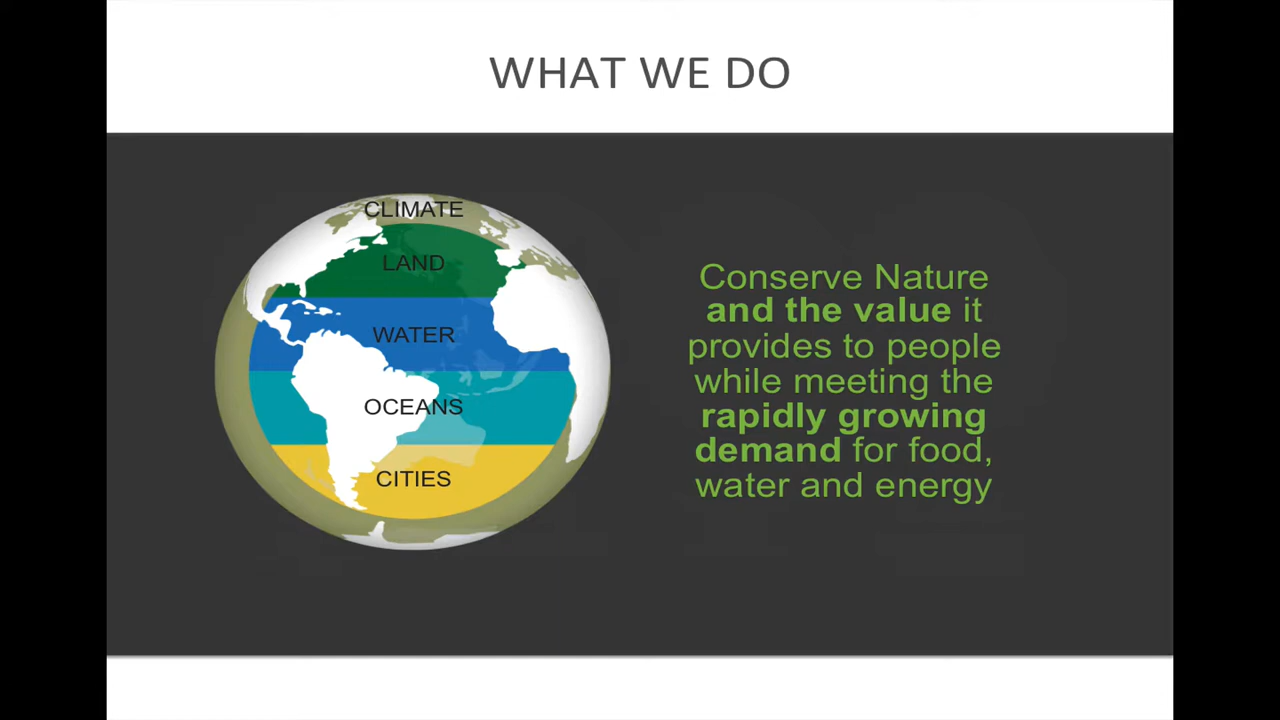 WHAT WE DO
CLIMATE
LAND
WATER
OCEANS
CITIES
Conserve Nature
and the value it
provides to people
while meeting the
rapidly growing
demand for food,
water and energy